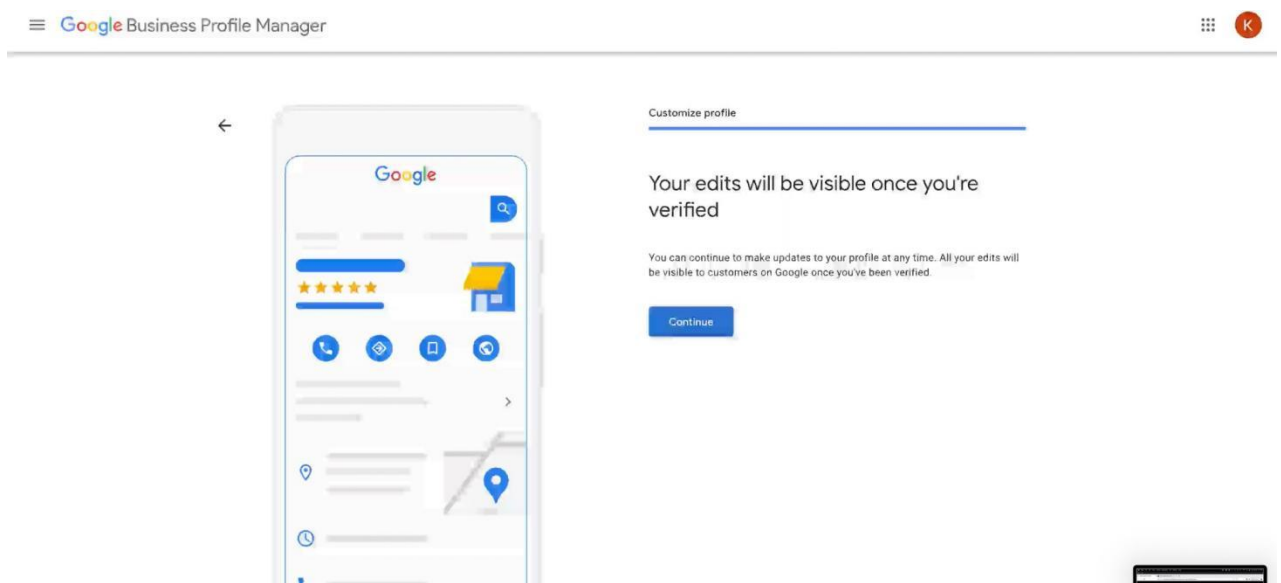 Google Business Profile Manager
K
Customize profile
Google
Your edits will be visible once you're
verified
You can continue to make updates to your profile at any time. All your edits will
be visible to customers on Google once you've been verified.
Continue